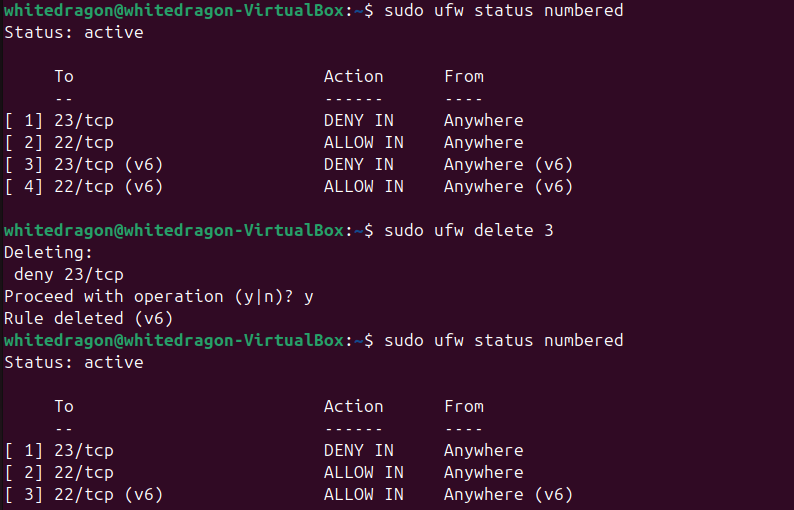 whitedragon@whitedragon-VirtualBox:~$ sudo ufw status numbered
Status: active
     To                         Action      From
     --                         ------      ----
[ 1] 23/tcp                     DENY IN     Anywhere
[ 2] 22/tcp                     ALLOW IN    Anywhere
[ 3] 23/tcp (v6)                DENY IN     Anywhere (v6)
[ 4] 22/tcp (v6)                ALLOW IN    Anywhere (v6)
whitedragon@whitedragon-VirtualBox:~$ sudo ufw delete 3
Deleting:
 deny 23/tcp
Proceed with operation (y|n)? y
Rule deleted (v6)
whitedragon@whitedragon-VirtualBox:~$ sudo ufw status numbered
Status: active
     To                         Action      From
     --                         ------      ----
[ 1] 23/tcp                     DENY IN     Anywhere
[ 2] 22/tcp                     ALLOW IN    Anywhere
[ 3] 22/tcp (v6)                ALLOW IN    Anywhere (v6)